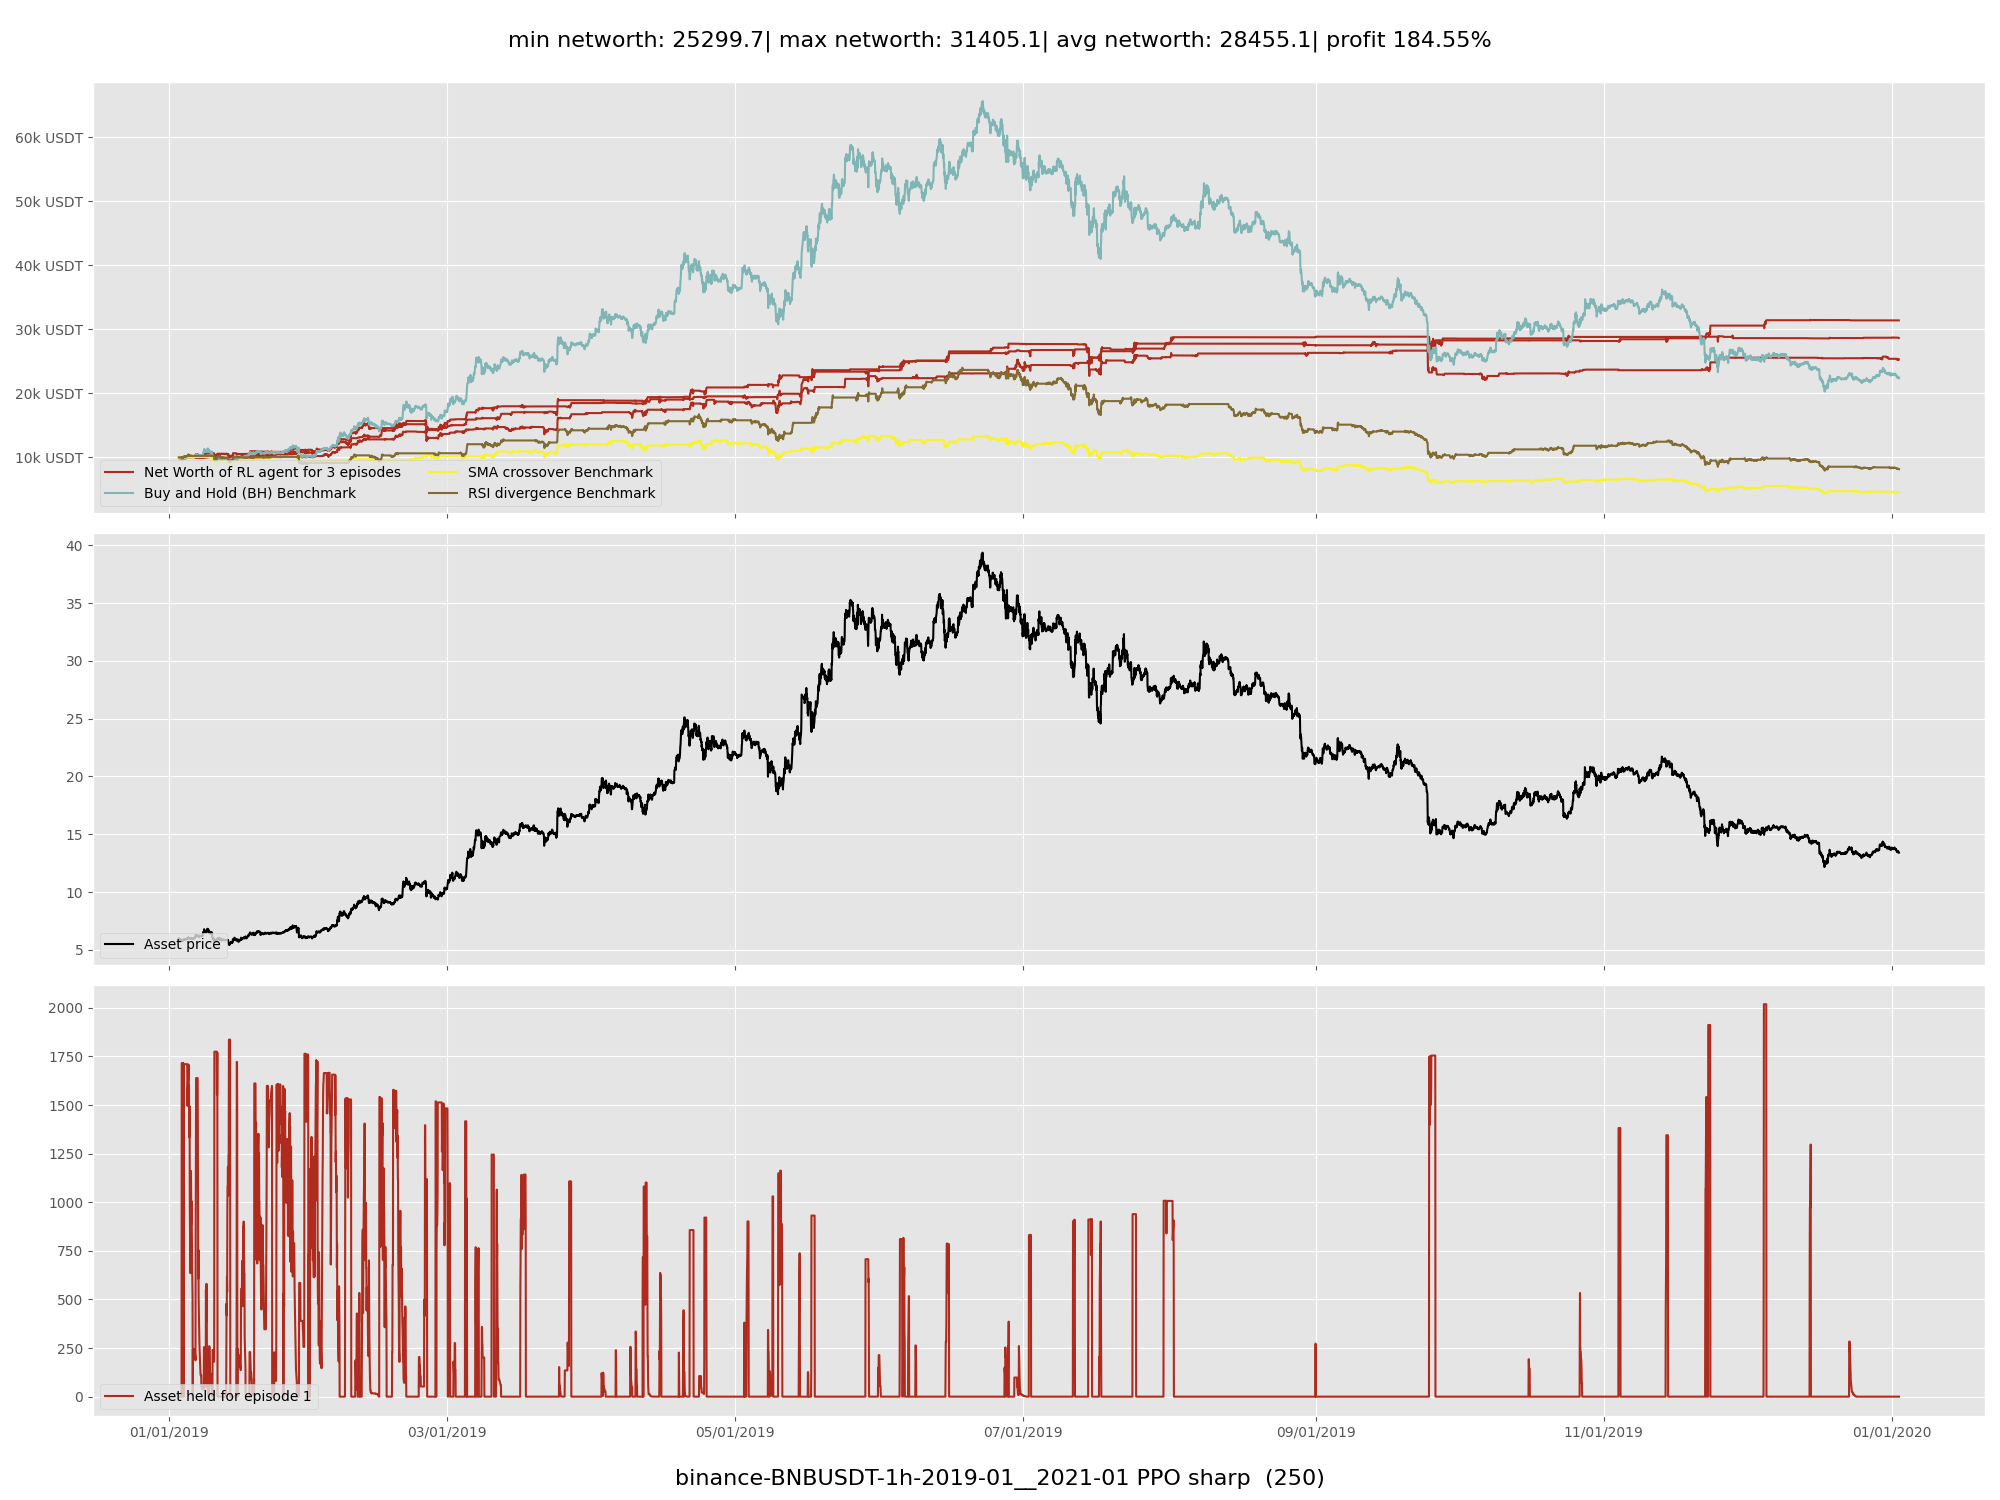 min networth: 25299.7| max networth: 31405.1| avg networth: 28455.1| profit 184.55%
60k USDT
50k USDT
40k USDT
30k USDT
20k USDT
10k USDT
Net Worth of RL agent for 3 episodes
Buy and Hold (BH) Benchmark
SMA crossover Benchmark
RSI divergence Benchmark
40
35
30
25
20
15
10
5
Asset price
2000
1750
1500
1250
1000
750
500
250
0
Asset held for episode 1
01/01/2019 03/01/2019 05/01/2019 07/01/2019 09/01/2019 11/01/2019 01/01/2020
binance-BNBUSDT-1h-2019-01__2021-01 PPO sharp (250)